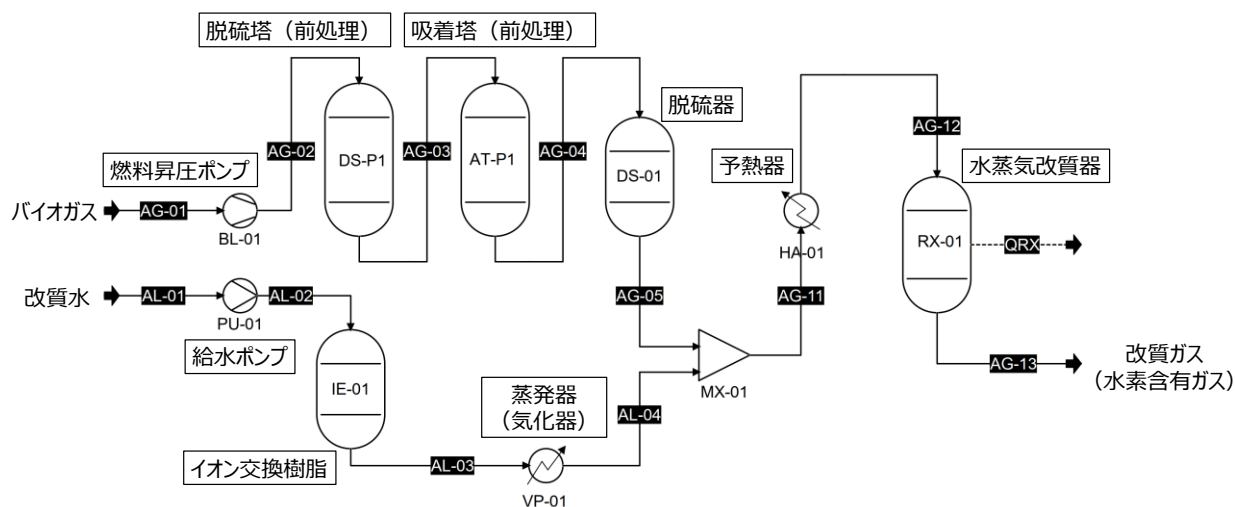 脱硫塔（前処理）
吸着塔（前処理）
脱硫器
AG-12
DS-P1
AG-02
AG-03
AT-P1
AG-04
DS-01
予熱器
水蒸気改質器
燃料昇圧ポンプ
バイオガス
AG-01
BL-01
HA-01
RX-01
QRX
改質水
AL-01
AL-02
PU-01
AG-05
AG-11
給水ポンプ
IE-01
MX-01
AG-13
改質ガス
（水素含有ガス）
蒸発器
（気化器）
AL-04
イオン交換樹脂
AL-03
VP-01